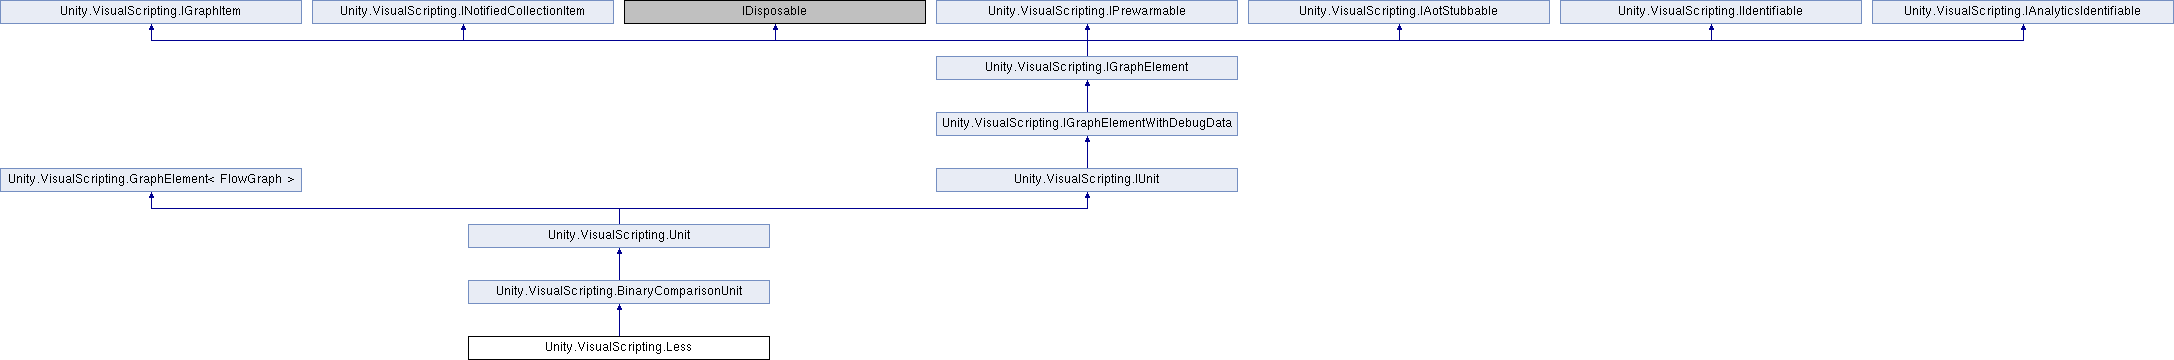 Unity.VisualScripting.IGraphItem
Unity.VisualScripting.INotifiedCollectionItem
IDisposable
Unity.VisualScripting.IPrewarmable
Unity.VisualScripting.IAotStubbable
Unity.VisualScripting.IIdentifiable
Unity.VisualScripting.IAnalyticsIdentifiable
Unity.VisualScripting.IGraphElement
Unity.VisualScripting.IGraphElementWithDebugData
Unity.VisualScripting.GraphElement< FlowGraph >
Unity.VisualScripting.IUnit
Unity.VisualScripting.Unit
Unity.VisualScripting.BinaryComparisonUnit
Unity.VisualScripting.Less